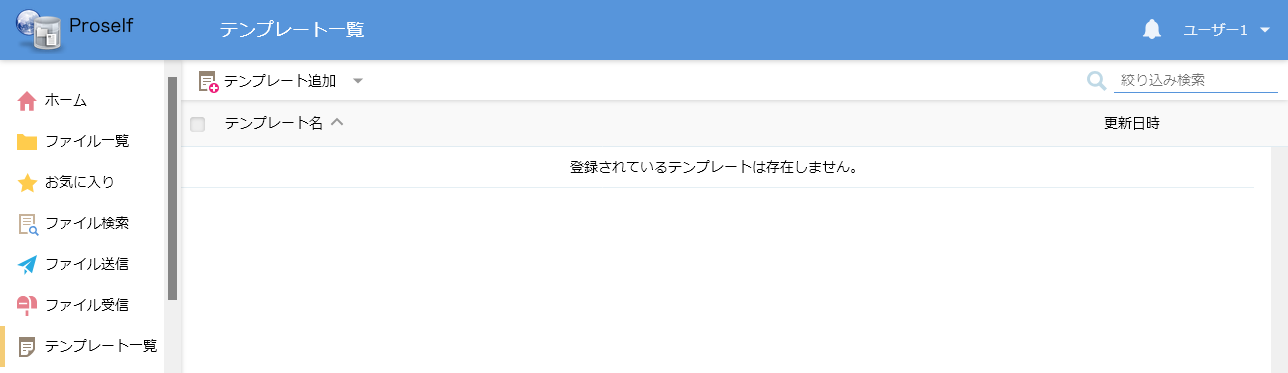 Proself
テンプレート一覧
ユーザー1
ホーム
ファイル一覧
お気に入り
ファイル検索
ファイル送信
ファイル受信
テンプレート一覧
テンプレート追加
絞り込み検索
テンプレート名
更新日時
登録されているテンプレートは存在しません。